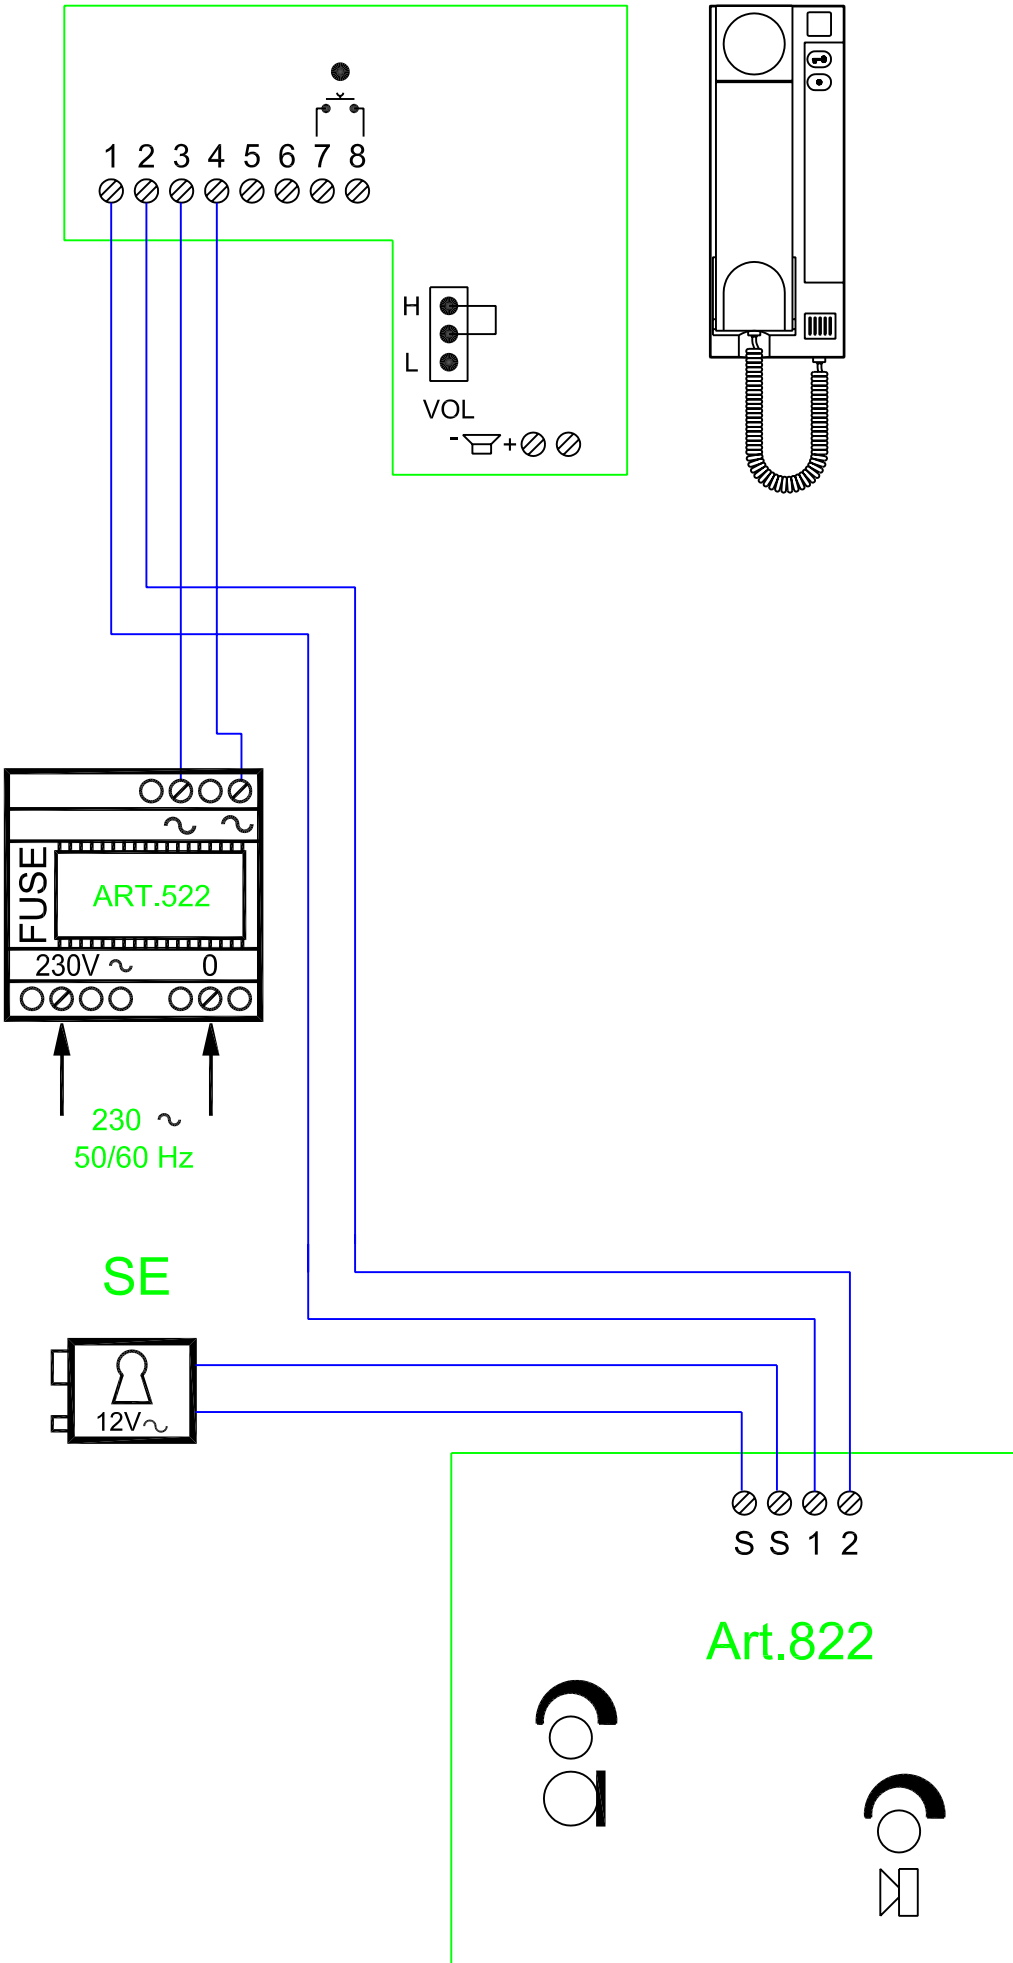 1 2 3 4 5 6 7 8
H
L
VOL
- +
FUSE
ART.522
230V ~ 0
230 ~
50/60 Hz
SE
12V~
S S 1 2
Art.822